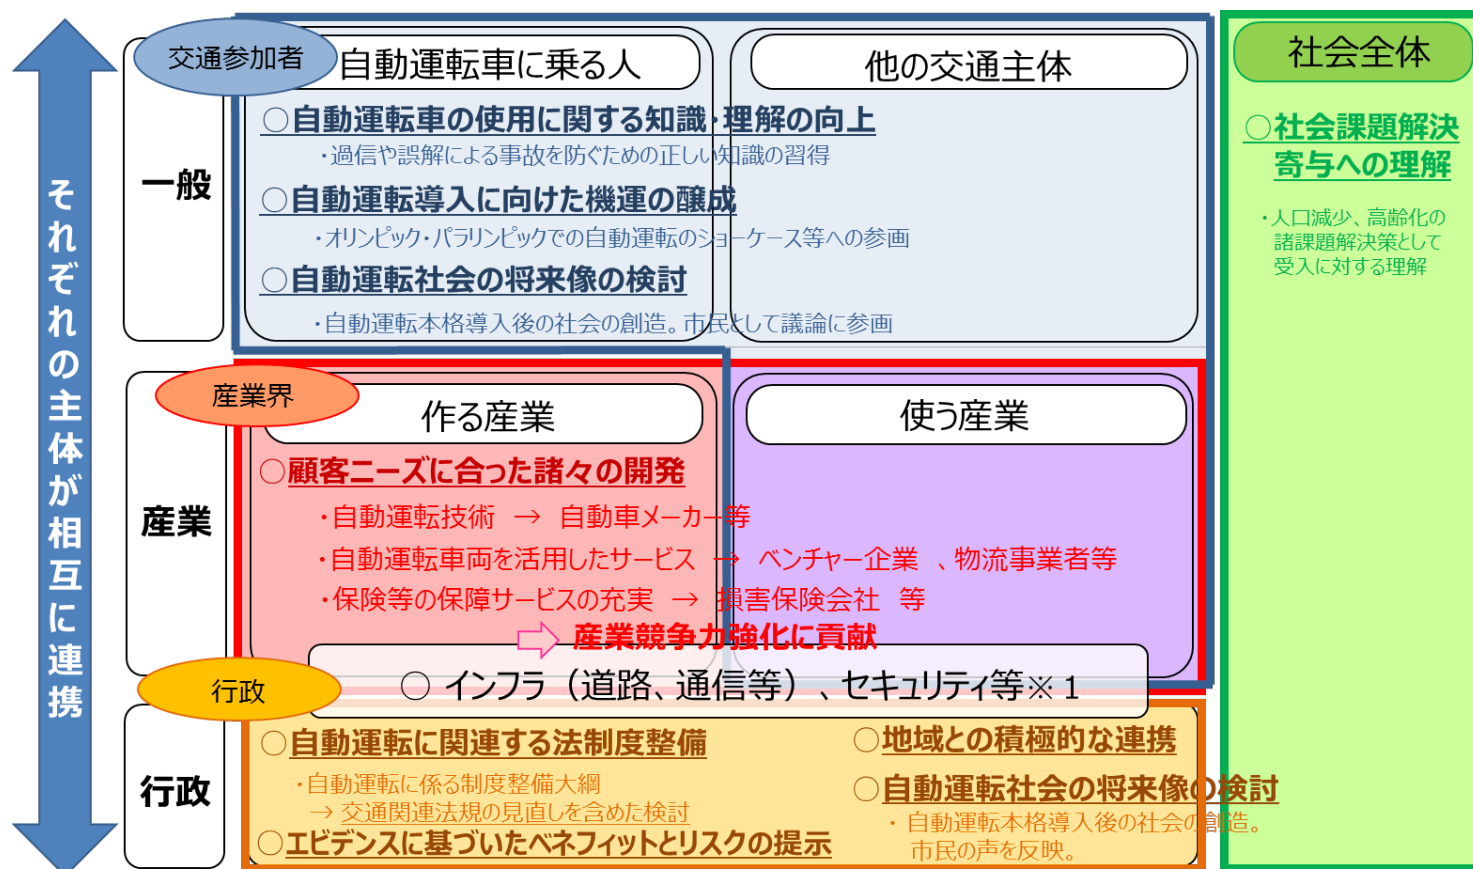 それぞれの主体が相互に連携
一般
交通参加者
自動運転車に乗る人
他の交通主体
○自動運転車の使用に関する知識・理解の向上
・過信や誤解による事故を防ぐための正しい知識の習得
○自動運転導入に向けた機運の醸成
・オリンピック・パラリンピックでの自動運転のショーケース等への参画
○自動運転社会の将来像の検討
・自動運転本格導入後の社会の創造。市民として議論に参画
産業
産業界
作る産業
使う産業
○顧客ニーズに合った諸々の開発
・自動運転技術 → 自動車メーカー等
・自動運転車両を活用したサービス → ベンチャー企業 、物流事業者等
・保険等の保障サービスの充実 → 損害保険会社 等
⇨ 産業競争力強化に貢献
○ インフラ（道路、通信等）、セキュリティ等※１
行政
行政
○自動運転に関連する法制度整備
・自動運転に係る制度整備大綱
→ 交通関連法規の見直しを含めた検討
○エビデンスに基づいたベネフィットとリスクの提示
○地域との積極的な連携
○自動運転社会の将来像の検討
・ 自動運転本格導入後の社会の創造。
市民の声を反映。
社会全体
○社会課題解決
寄与への理解
・人口減少、高齢化の
諸課題解決策として
受入に対する理解